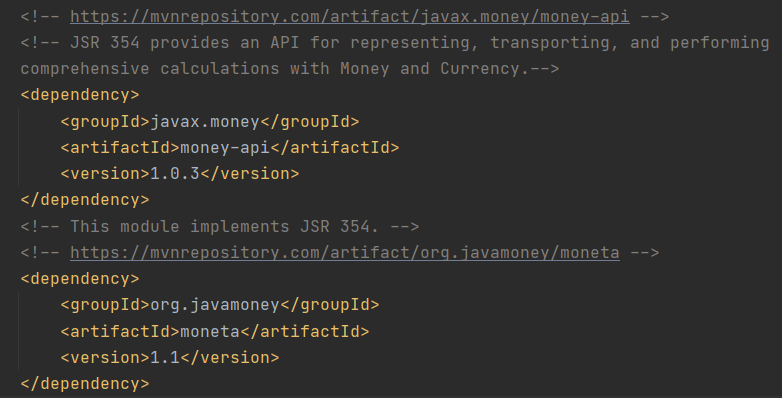 <!-- https://mvnrepository.com/artifact/javax.money/money-api -->
<!-- JSR 354 provides an API for representing, transporting, and performing
comprehensive calculations with Money and Currency.-->
<dependency>
    <groupId>javax.money</groupId>
    <artifactId>money-api</artifactId>
    <version>1.0.3</version>
</dependency>
<!-- This module implements JSR 354. -->
<!-- https://mvnrepository.com/artifact/org.javamoney/moneta -->
<dependency>
    <groupId>org.javamoney</groupId>
    <artifactId>moneta</artifactId>
    <version>1.1</version>
</dependency>